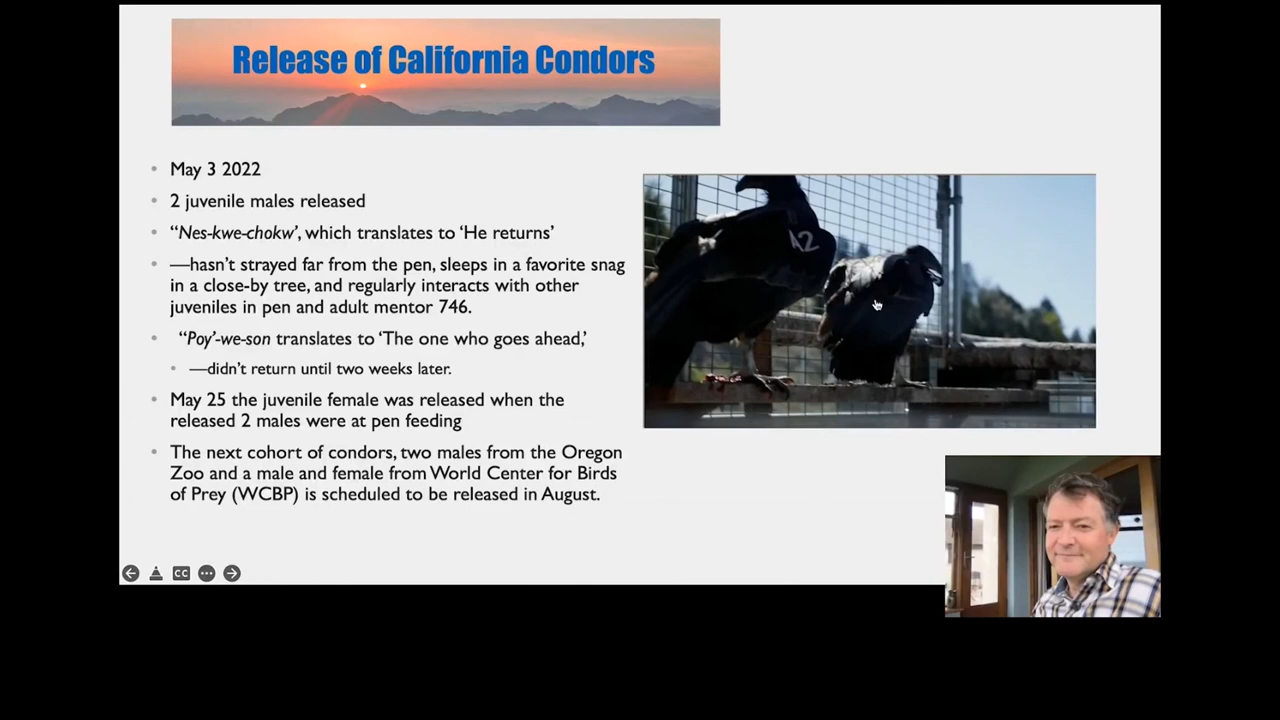 Release of California Condors
May 3 2022
2 juvenile males released
“Nes-kwe-chokw’, which translates to ‘He returns’
—hasn’t strayed far from the pen, sleeps in a favorite snag
in a close-by tree, and regularly interacts with other
juveniles in pen and adult mentor 746.
“Poy’-we-son translates to ‘The one who goes ahead,’
—didn’t return until two weeks later.
May 25 the juvenile female was released when the
released 2 males were at pen feeding
The next cohort of condors, two males from the Oregon
Zoo and a male and female from World Center for Birds
of Prey (WCBP) is scheduled to be released in August.
A2
CC